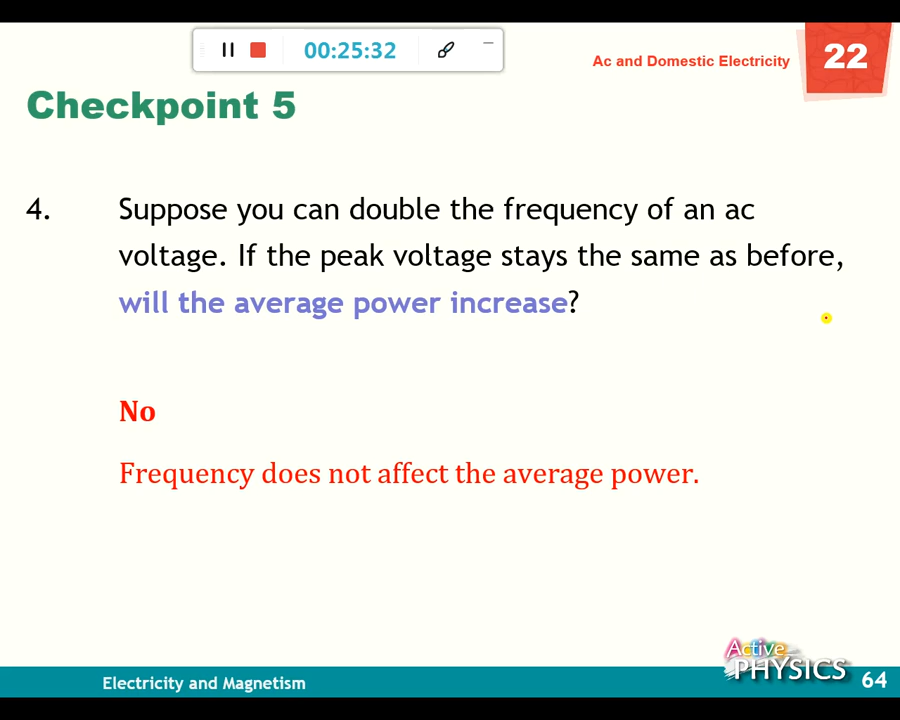 00:25:32
Ac and Domestic Electricity
22
Checkpoint 5
4. Suppose you can double the frequency of an ac
voltage. If the peak voltage stays the same as before,
will the average power increase?
No
Frequency does not affect the average power.
Electricity and Magnetism
Active
PHYSICS
64